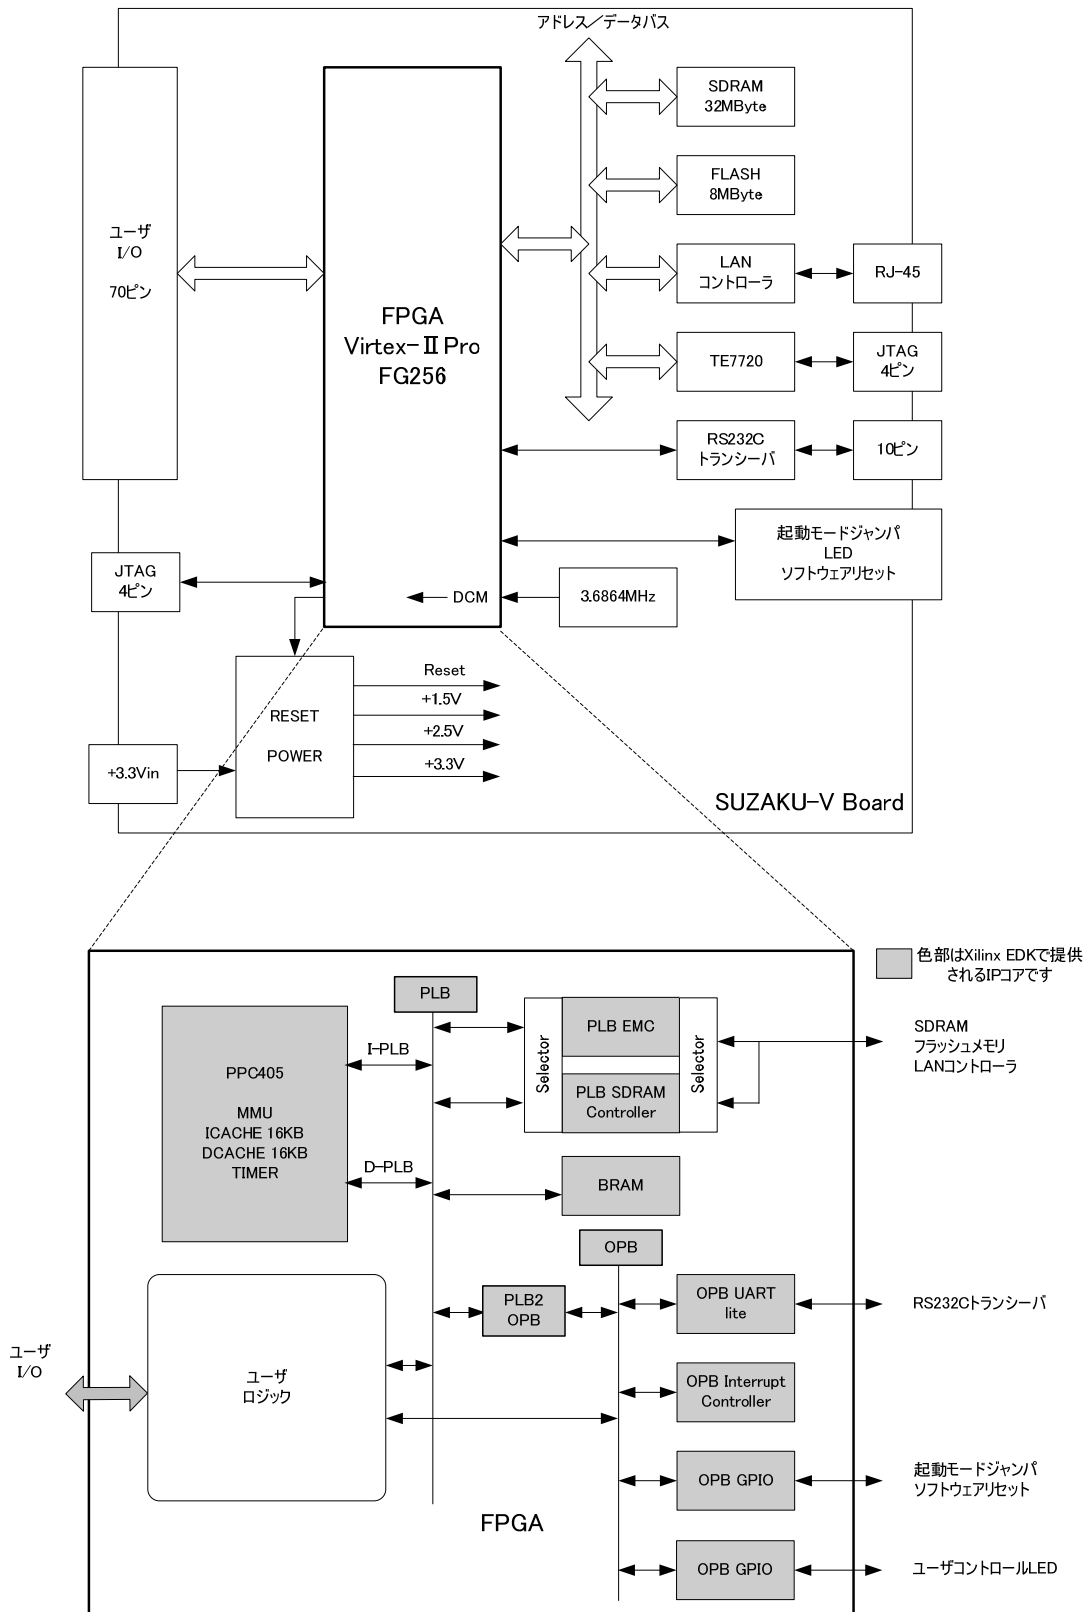 アドレス／データバス
SDRAM
32MByte
FLASH
8MByte
ユーザ
I/O
70ピン
LAN
コントローラ
RJ-45
FPGA
Virtex-Ⅱ Pro
FG256
TE7720
JTAG
4ピン
RS232C
トランシーバ
10ピン
起動モードジャンパ
LED
ソフトウェアリセット
JTAG
4ピン
DCM
3.6864MHz
RESET
POWER
Reset
+1.5V
+2.5V
+3.3V
+3.3Vin
SUZAKU-V Board
色部はXilinx EDKで提供
されるIPコアです
PLB
PPC405
MMU
ICACHE 16KB
DCACHE 16KB
TIMER
I-PLB
D-PLB
Selector
PLB EMC
PLB SDRAM
Controller
Selector
SDRAM
フラッシュメモリ
LANコントローラ
BRAM
OPB
PLB2
OPB
OPB UART
lite
RS232Cトランシーバ
ユーザ
I/O
ユーザ
ロジック
OPB Interrupt
Controller
OPB GPIO
起動モードジャンパ
ソフトウェアリセット
FPGA
OPB GPIO
ユーザコントロールLED